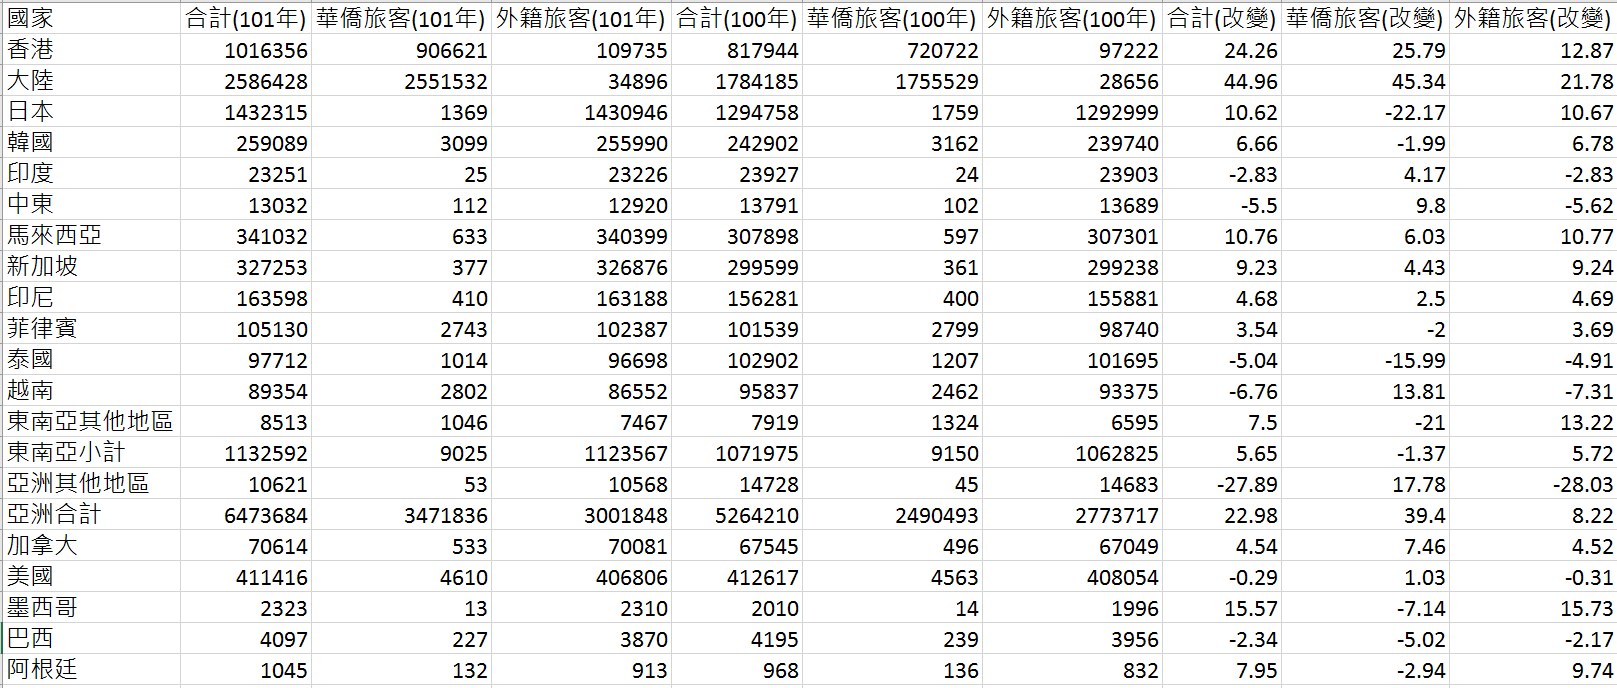 國家 合計(101年) 華僑旅客(101年) 外籍旅客(101年) 合計(100年) 華僑旅客(100年) 外籍旅客(100年) 合計(改變) 華僑旅客(改變) 外籍旅客(改變)
香港 1016356 906621 109735 817944 720722 97222 24.26 25.79 12.87
大陸 2586428 2551532 34896 1784185 1755529 28656 44.96 45.34 21.78
日本 1432315 1369 1430946 1294758 1759 1292999 10.62 -22.17 10.67
韓國 259089 3099 255990 242902 3162 239740 6.66 -1.99 6.78
印度 23251 25 23226 23927 24 23903 -2.83 4.17 -2.83
中東 13032 112 12920 13791 102 13689 -5.5 9.8 -5.62
馬來西亞 341032 633 340399 307898 597 307301 10.76 6.03 10.77
新加坡 327253 377 326876 299599 361 299238 9.23 4.43 9.24
印尼 163598 410 163188 156281 400 155881 4.68 2.5 4.69
菲律賓 105130 2743 102387 101539 2799 98740 3.54 -2 3.69
泰國 97712 1014 96698 102902 1207 101695 -5.04 -15.99 -4.91
越南 89354 2802 86552 95837 2462 93375 -6.76 13.81 -7.31
東南亞其他地區 8513 1046 7467 7919 1324 6595 7.5 -21 13.22
東南亞小計 1132592 9025 1123567 1071975 9150 1062825 5.65 -1.37 5.72
亞洲其他地區 10621 53 10568 14728 45 14683 -27.89 17.78 -28.03
亞洲合計 6473684 3471836 3001848 5264210 2490493 2773717 22.98 39.4 8.22
加拿大 70614 533 70081 67545 496 67049 4.54 7.46 4.52
美國 411416 4610 406806 412617 4563 408054 -0.29 1.03 -0.31
墨西哥 2323 13 2310 2010 14 1996 15.57 -7.14 15.73
巴西 4097 227 3870 4195 239 3956 -2.34 -5.02 -2.17
阿根廷 1045 132 913 968 136 832 7.95 -2.94 9.74